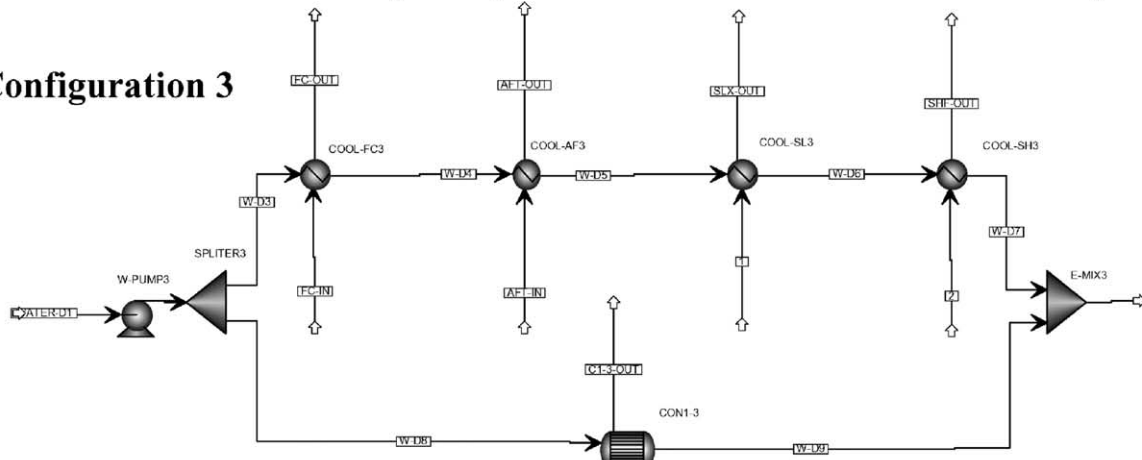 Configuration 3
FC-OUT
AFT-OUT
SLX-OUT
SHF-OUT
COOL-FC3
COOL-AF3
COOL-SL3
COOL-SH3
W-D3
W-D4
W-D5
W-D6
W-D7
SPLITER3
W-PUMP3
FC-IN
AFT-IN
1
2
E-MIX3
ATER-D1
C1-3-OUT
CON1-3
W-D8
W-D9